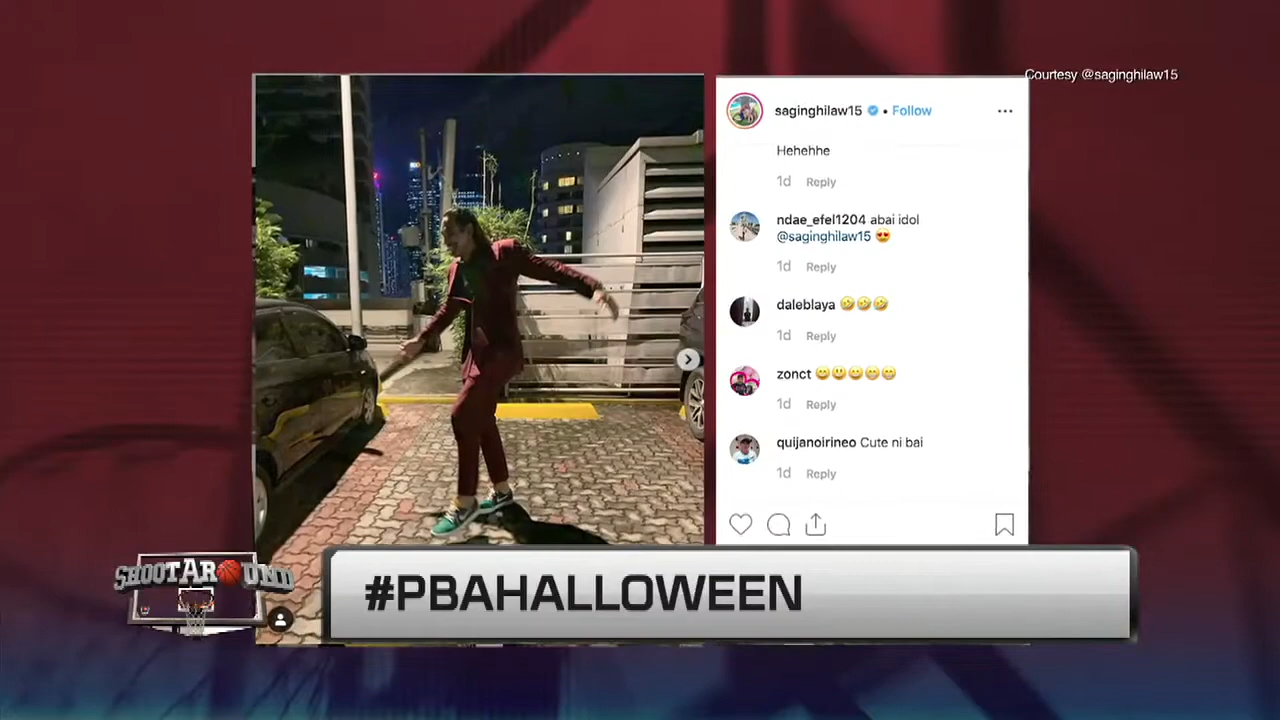 Courtesy @saginghilaw15
saginghilaw15 • Follow
Hehehhe
1d Reply
ndae_efel1204 abai idol
@saginghilaw15 😍
1d Reply
daleblaya 🤣🤣🤣
1d Reply
zonct 😄😃😄😁😁
1d Reply
quijanoirineo Cute ni bai
1d Reply
SHOOTAROUND
#PBAHALLOWEEN